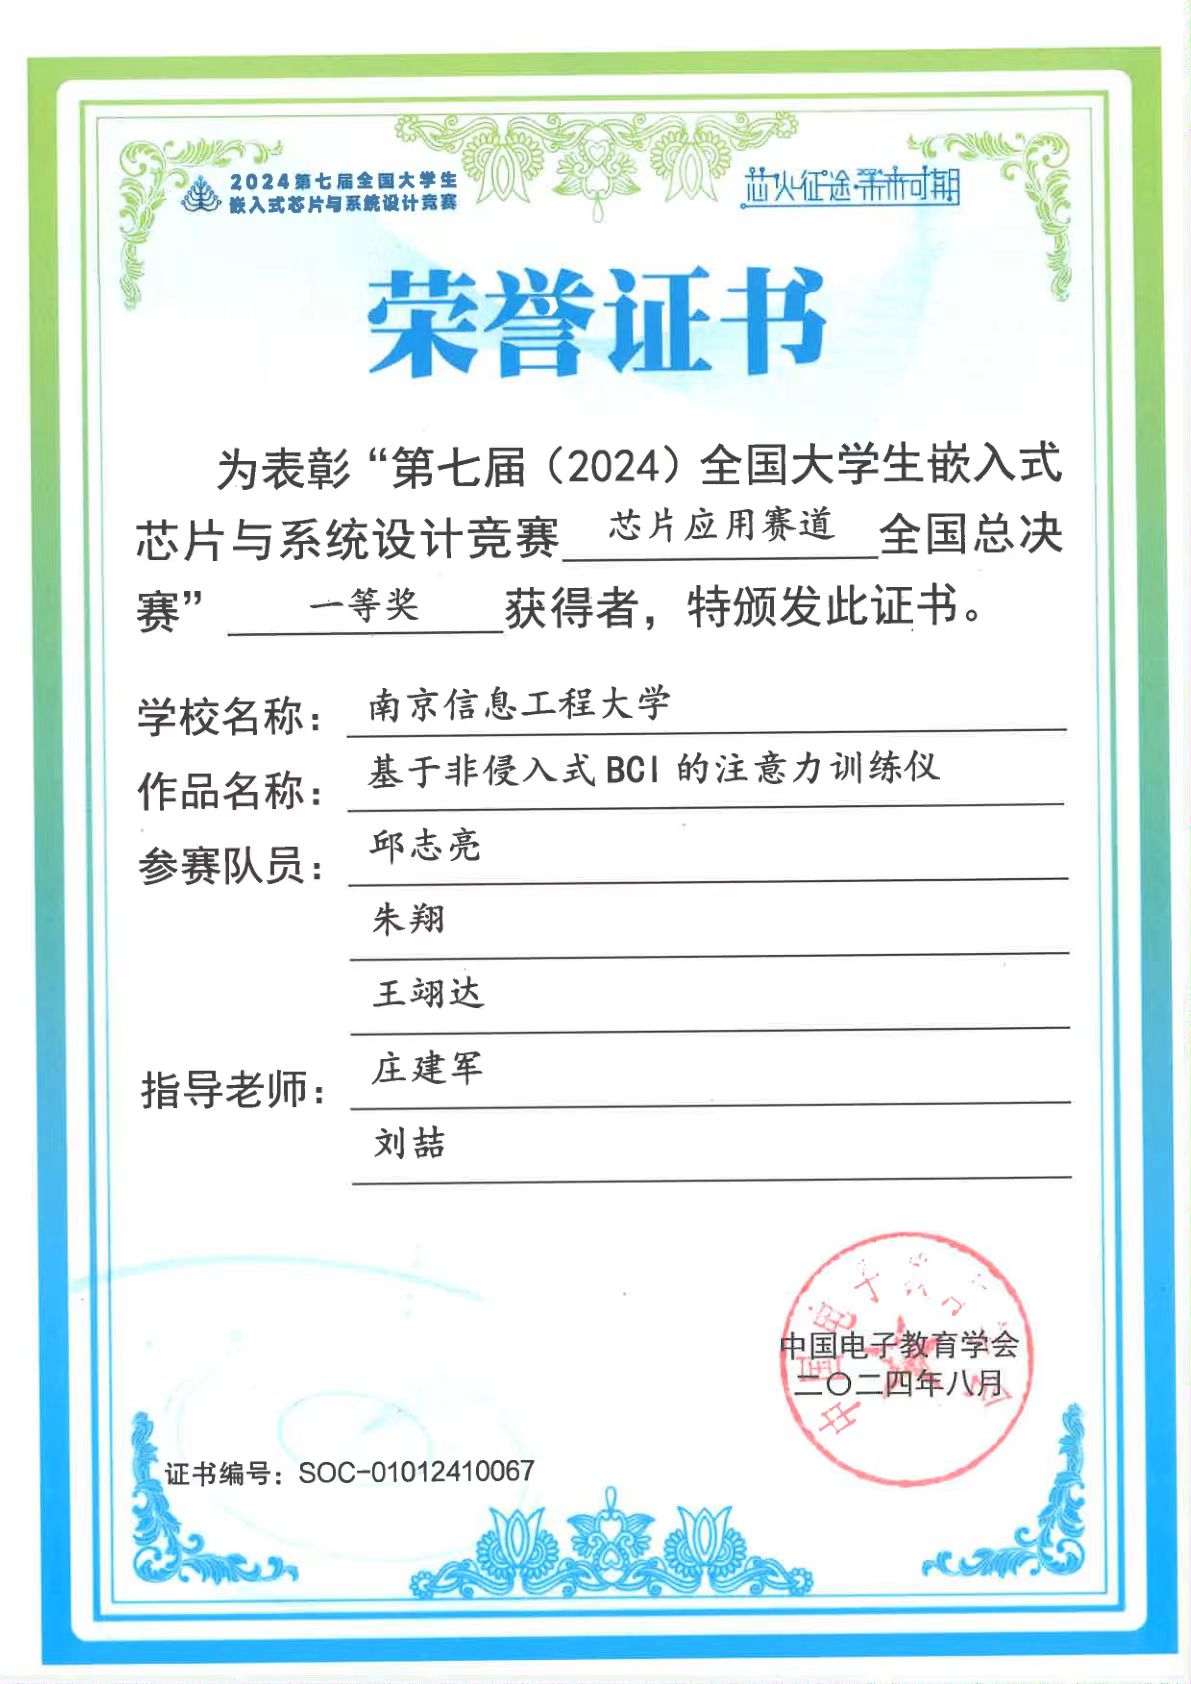 2024第七届全国大学生
嵌入式芯片与系统设计竞赛
芯火征途·未来可期
荣誉证书
为表彰“第七届（2024）全国大学生嵌入式
芯片与系统设计竞赛 芯片应用赛道 全国总决
赛” 一等奖 获得者，特颁发此证书。
学校名称： 南京信息工程大学
作品名称： 基于非侵入式BCI的注意力训练仪
参赛队员： 邱志亮
朱翔
王翊达
指导老师： 庄建军
刘喆
中国电子教育学会
二〇二四年八月
证书编号：SOC-01012410067